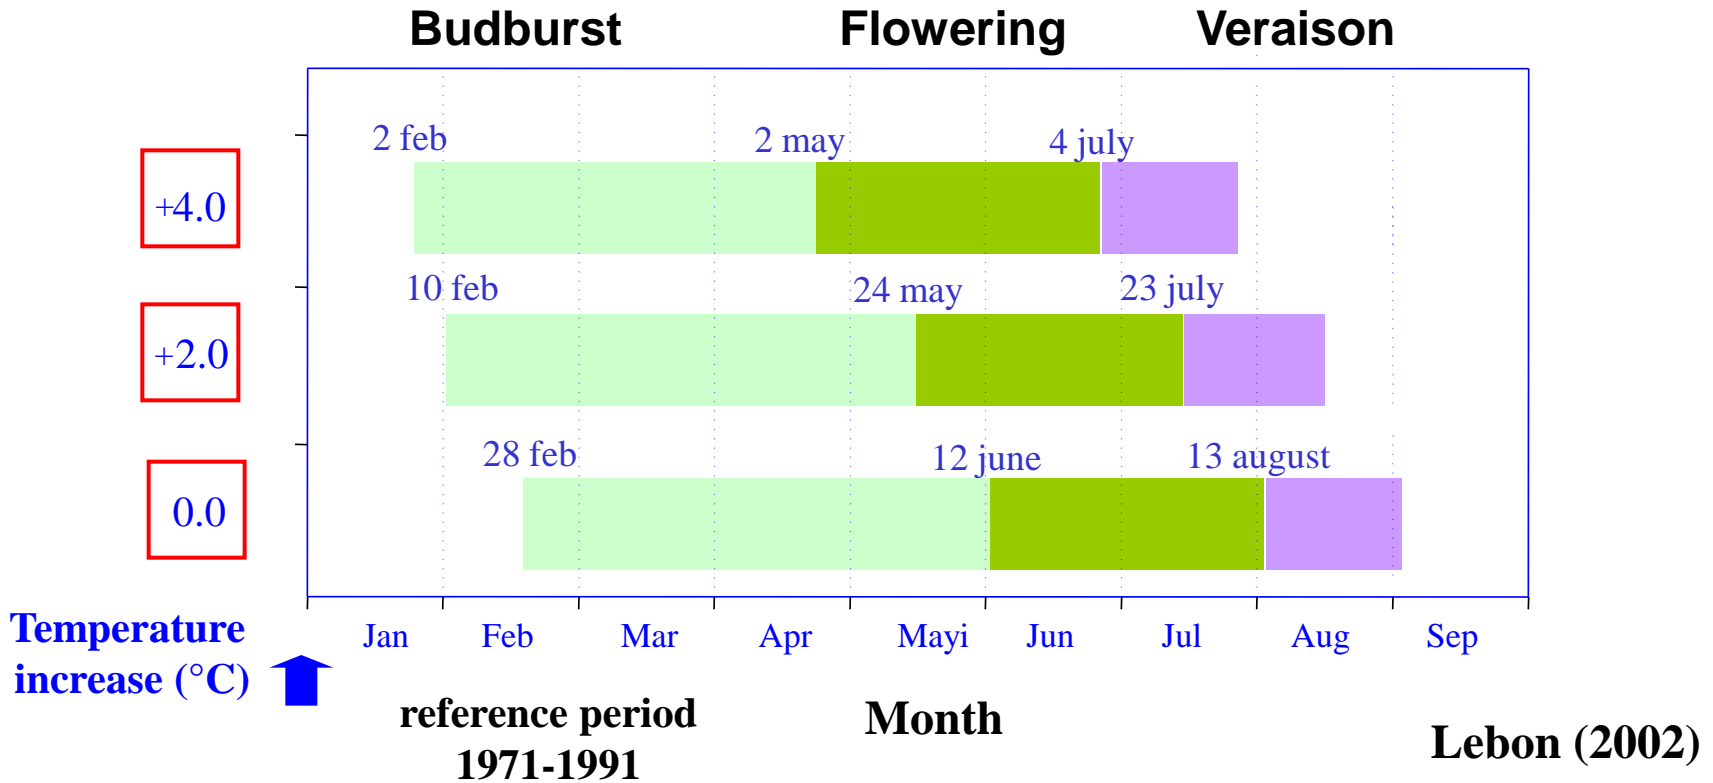 Budburst Flowering Veraison
2 feb 2 may 4 july
+4.0
10 feb 24 may 23 july
+2.0
28 feb 12 june 13 august
0.0
Temperature
increase (°C)
Jan Feb Mar Apr Mayi Jun Jul Aug Sep
reference period
1971-1991
Month
Lebon (2002)